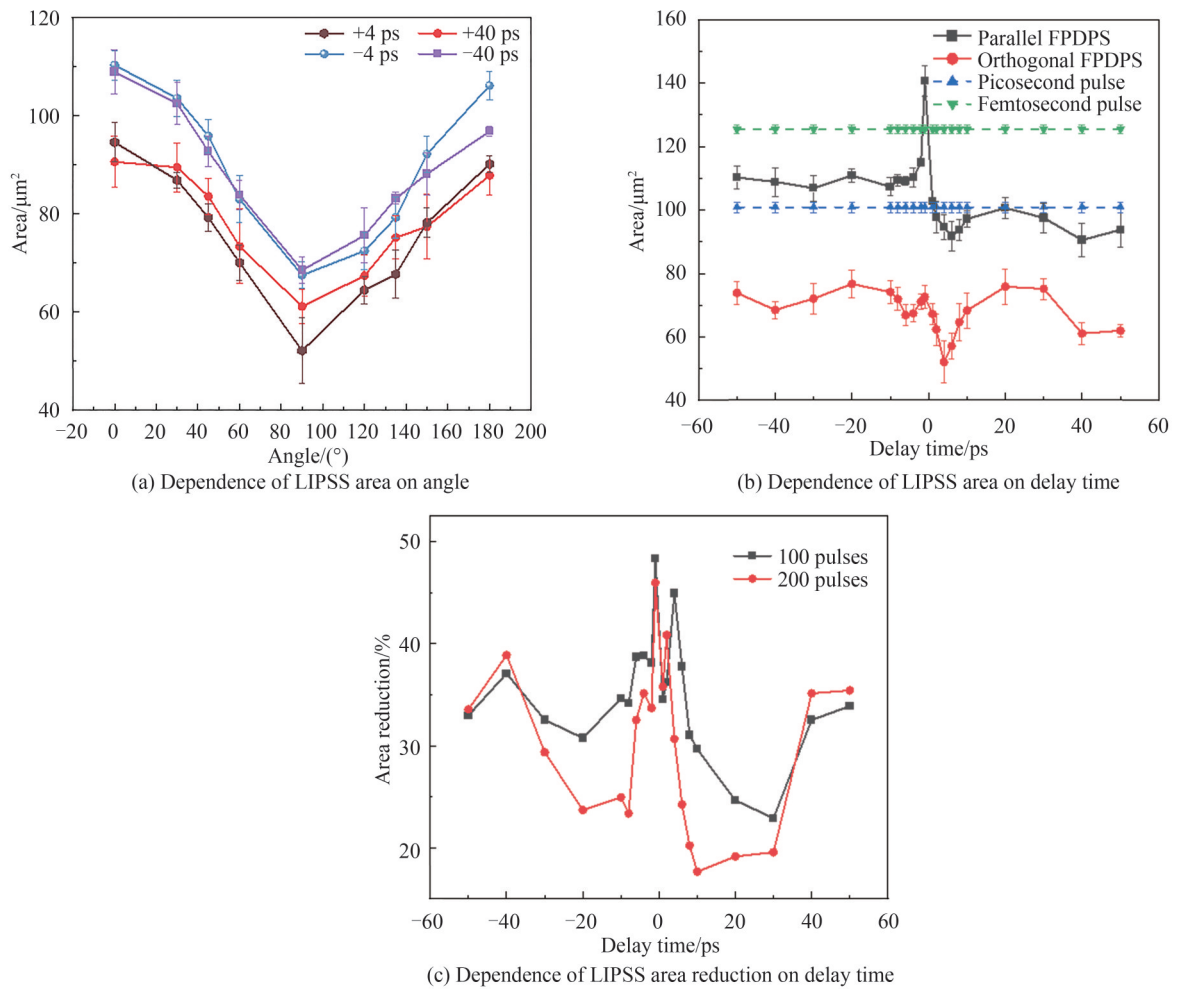 120
100
80
60
40
Area/μm²
+4 ps
+40 ps
−4 ps
−40 ps
−20 0 20 40 60 80 100 120 140 160 180 200
Angle/(°)
(a) Dependence of LIPSS area on angle
160
140
120
100
80
60
40
Area/μm²
Parallel FPDPS
Orthogonal FPDPS
Picosecond pulse
Femtosecond pulse
−60 −40 −20 0 20 40 60
Delay time/ps
(b) Dependence of LIPSS area on delay time
50
40
30
20
Area reduction/%
100 pulses
200 pulses
−60 −40 −20 0 20 40 60
Delay time/ps
(c) Dependence of LIPSS area reduction on delay time